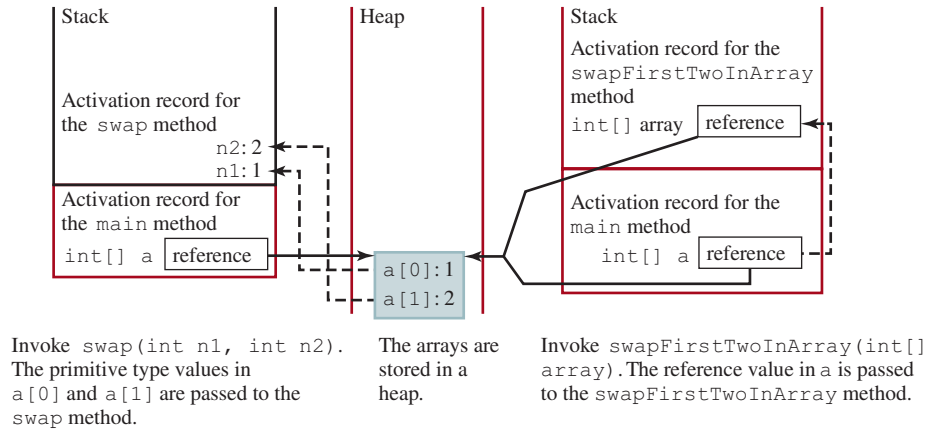 Stack
Activation record for
the swap method
n2: 2
n1: 1
Activation record for
the main method
int[] a reference
Heap
a[0]: 1
a[1]: 2
Stack
Activation record for the
swapFirstTwoInArray
method
int[] array reference
Activation record for the
main method
int[] a reference
Invoke swap(int n1, int n2).
The primitive type values in
a[0] and a[1] are passed to the
swap method.
The arrays are
stored in a
heap.
Invoke swapFirstTwoInArray(int[]
array). The reference value in a is passed
to the swapFirstTwoInArray method.